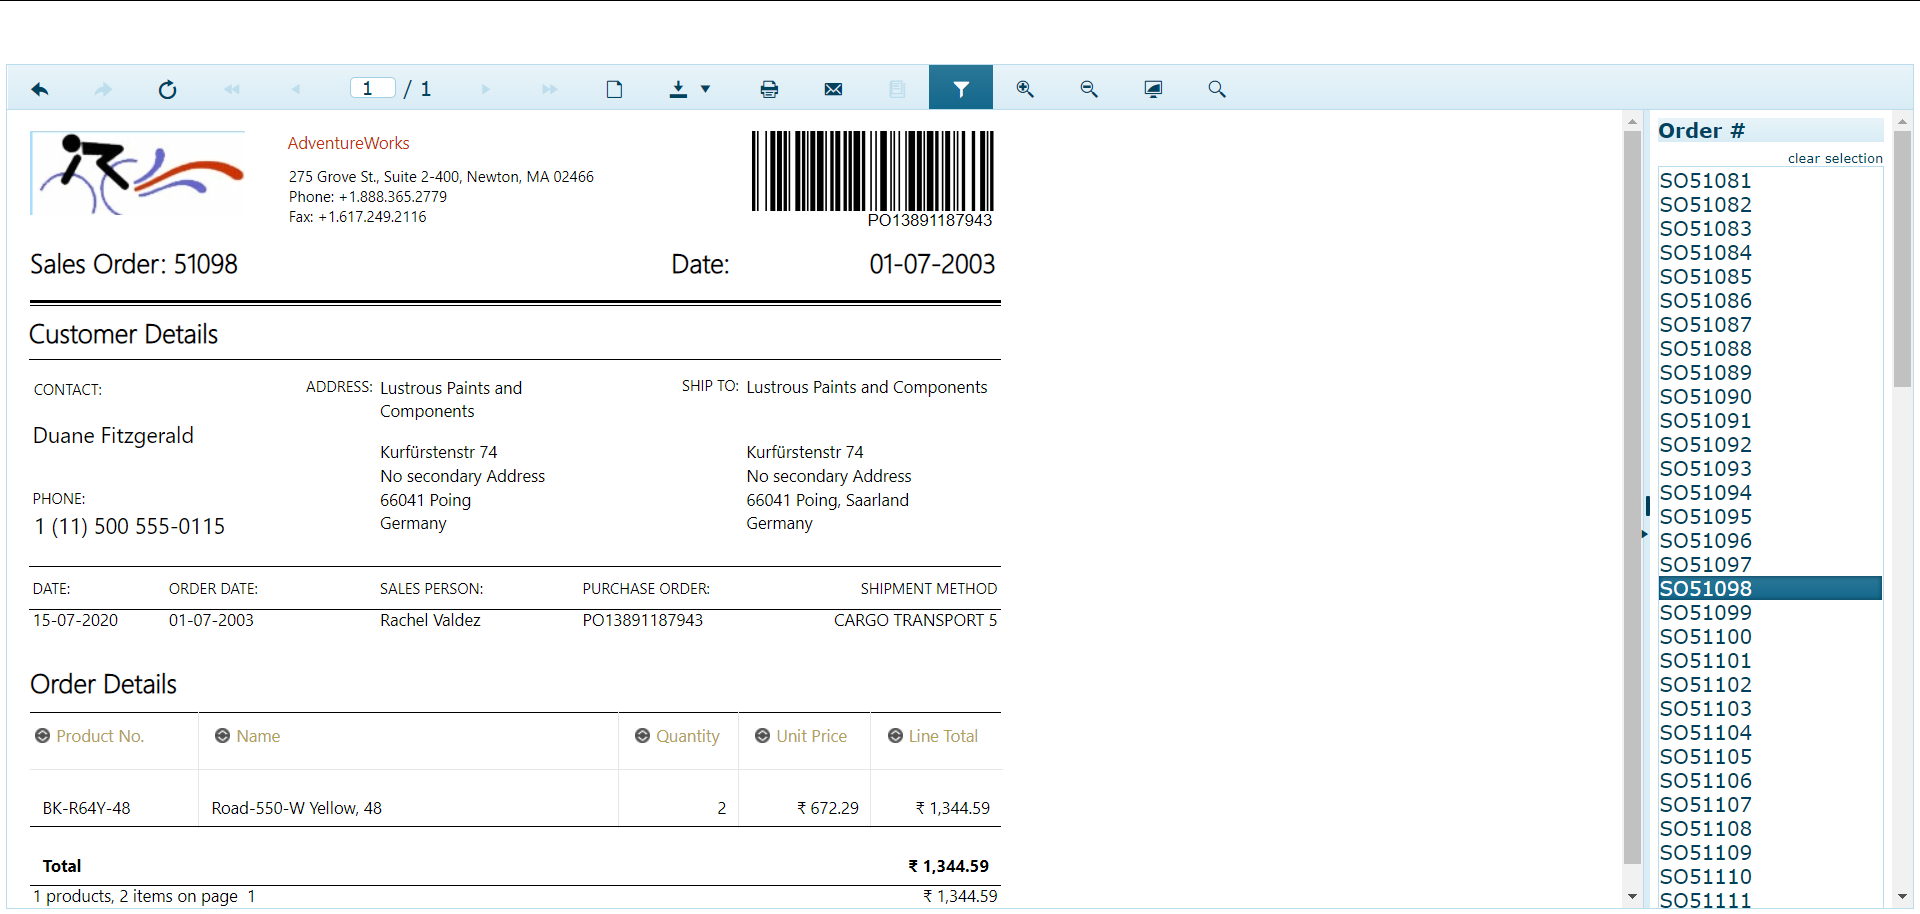 1 / 1
AdventureWorks
275 Grove St., Suite 2-400, Newton, MA 02466
Phone: +1.888.365.2779
Fax: +1.617.249.2116
PO13891187943
Sales Order: 51098 Date: 01-07-2003
Customer Details
CONTACT:
Duane Fitzgerald
PHONE:
1 (11) 500 555-0115
ADDRESS: Lustrous Paints and
Components
Kurfürstenstr 74
No secondary Address
66041 Poing
Germany
SHIP TO: Lustrous Paints and Components
Kurfürstenstr 74
No secondary Address
66041 Poing, Saarland
Germany
DATE: ORDER DATE: SALES PERSON: PURCHASE ORDER: SHIPMENT METHOD
15-07-2020 01-07-2003 Rachel Valdez PO13891187943 CARGO TRANSPORT 5
Order Details
Product No. Name Quantity Unit Price Line Total
BK-R64Y-48 Road-550-W Yellow, 48 2 ₹ 672.29 ₹ 1,344.59
Total ₹ 1,344.59
1 products, 2 items on page 1 ₹ 1,344.59
Order #
clear selection
SO51081
SO51082
SO51083
SO51084
SO51085
SO51086
SO51087
SO51088
SO51089
SO51090
SO51091
SO51092
SO51093
SO51094
SO51095
SO51096
SO51097
SO51098
SO51099
SO51100
SO51101
SO51102
SO51103
SO51104
SO51105
SO51106
SO51107
SO51108
SO51109
SO51110
SO51111